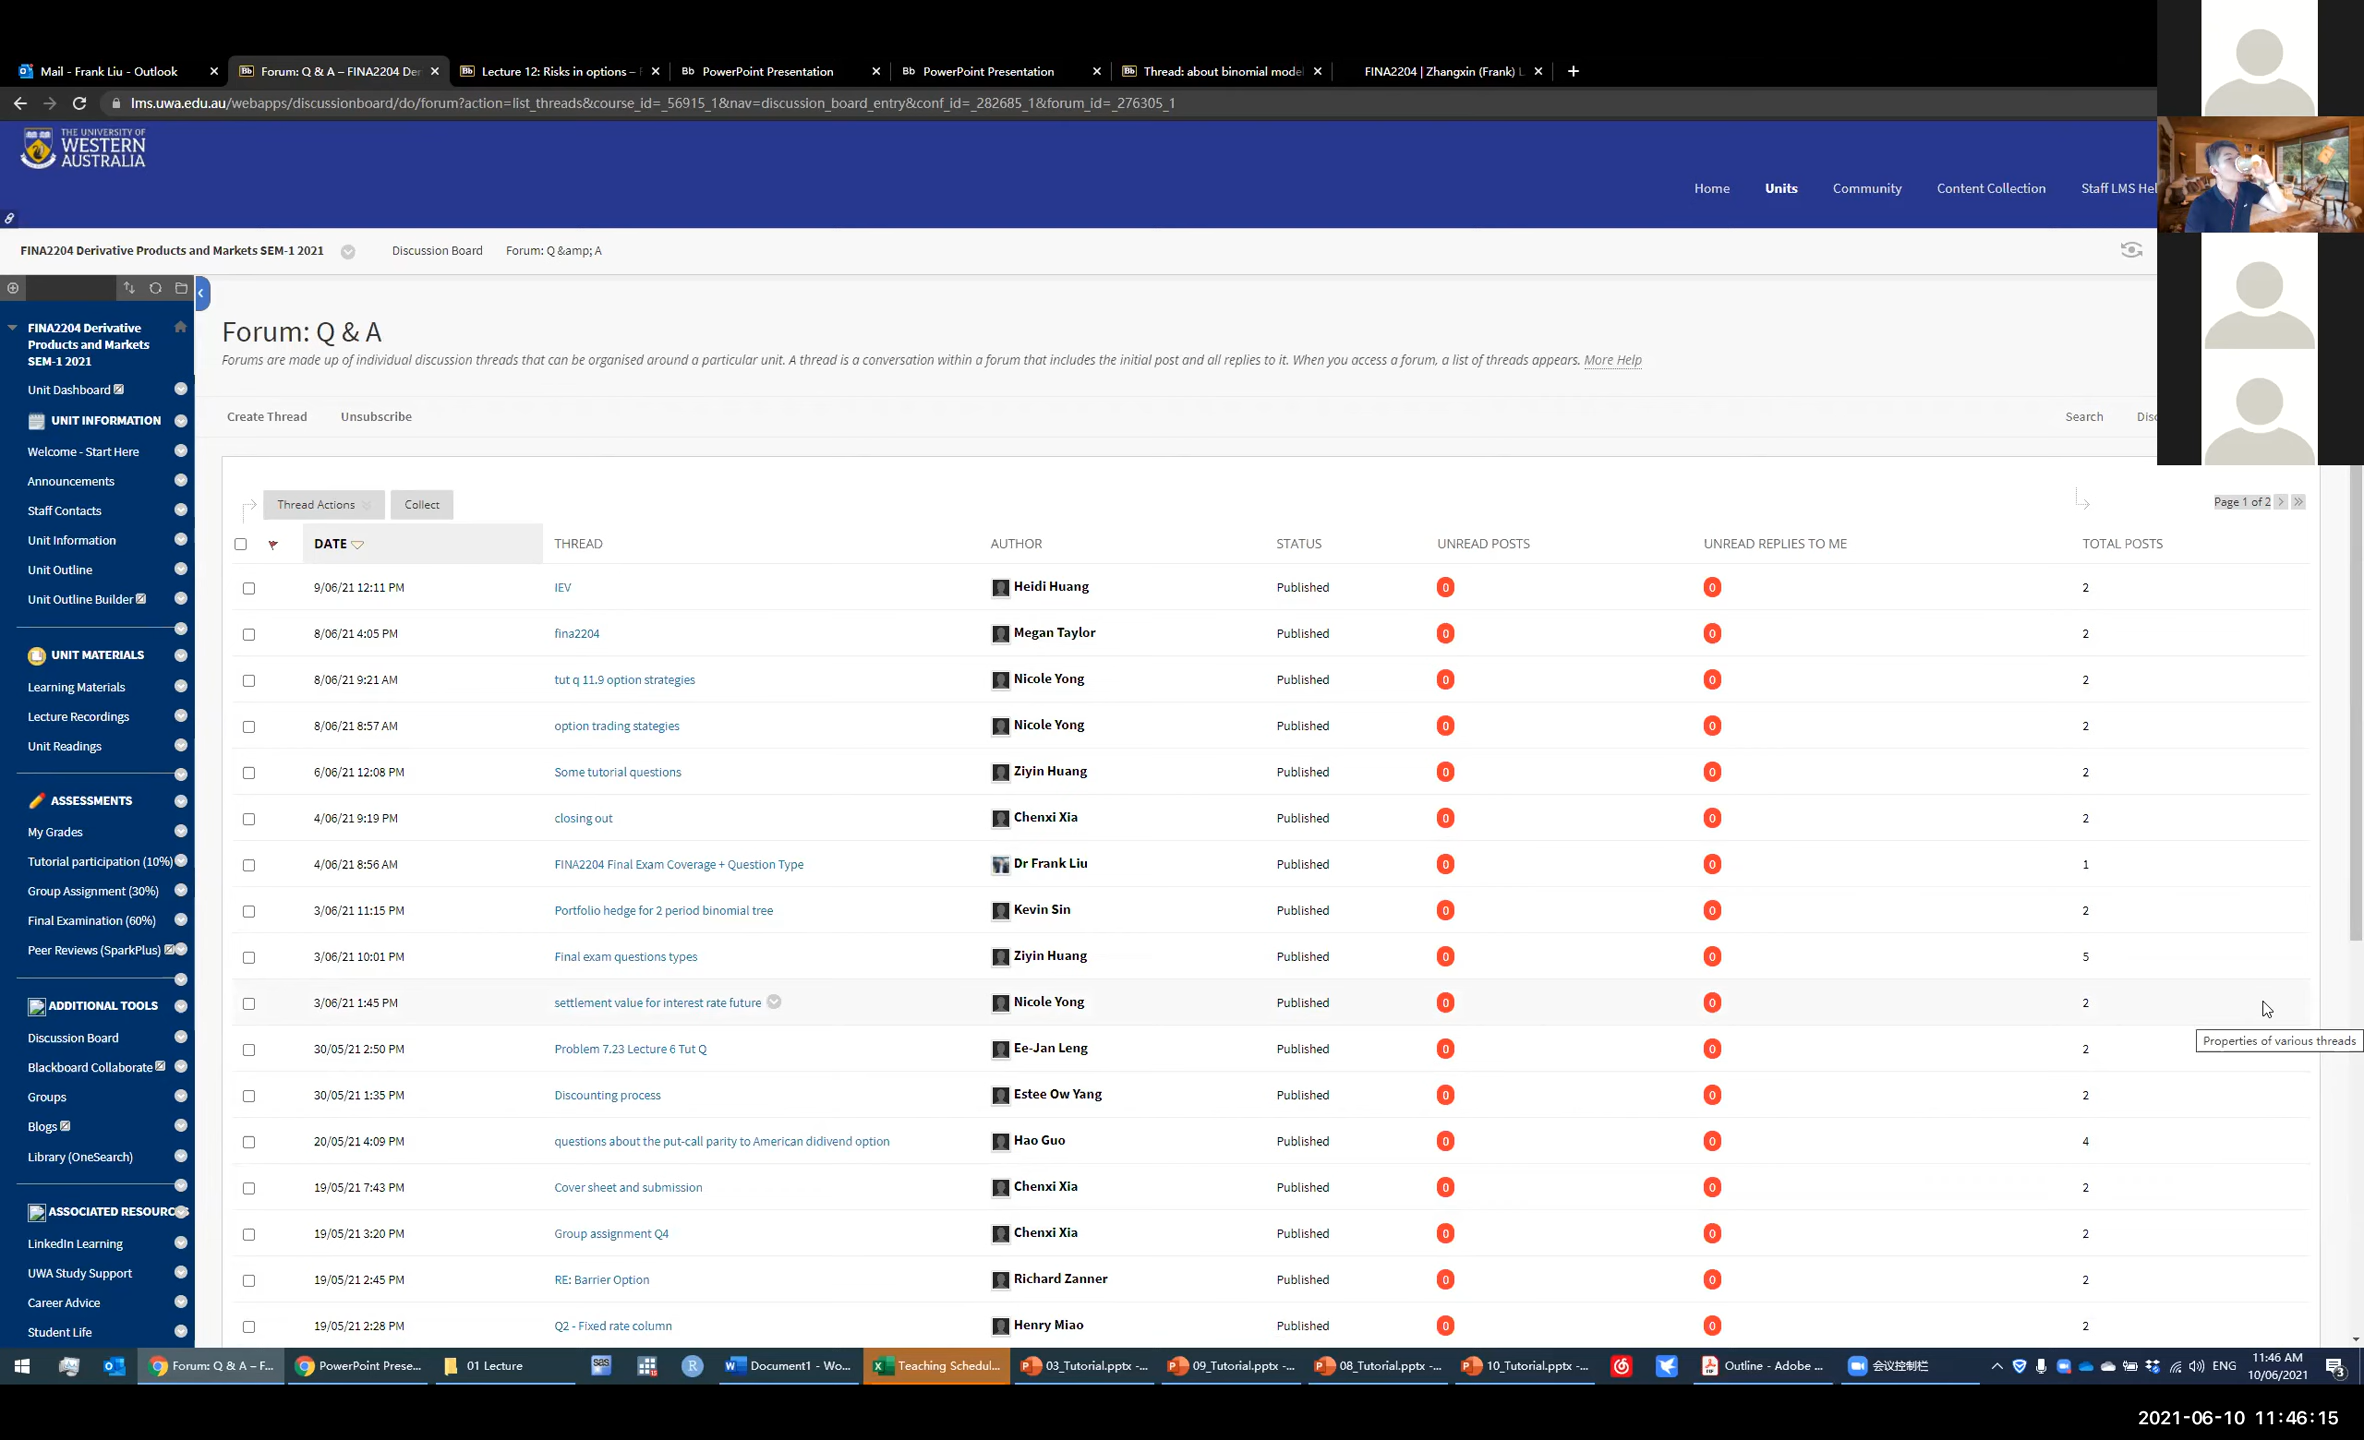 Mail - Frank Liu - Outlook
Forum: Q & A – FINA2204 Der
Lecture 12: Risks in options –
PowerPoint Presentation
PowerPoint Presentation
Thread: about binomial mode
FINA2204 | Zhangxin (Frank) L
lms.uwa.edu.au/webapps/discussionboard/do/forum?action=list_threads&course_id=_56915_1&nav=discussion_board_entry&conf_id=_282685_1&forum_id=_276305_1
THE UNIVERSITY OF
WESTERN
AUSTRALIA
Home Units Community Content Collection Staff LMS Hel
FINA2204 Derivative Products and Markets SEM-1 2021 Discussion Board Forum: Q &amp; A
FINA2204 Derivative
Products and Markets
SEM-1 2021
Unit Dashboard
UNIT INFORMATION
Welcome - Start Here
Announcements
Staff Contacts
Unit Information
Unit Outline
Unit Outline Builder
UNIT MATERIALS
Learning Materials
Lecture Recordings
Unit Readings
ASSESSMENTS
My Grades
Tutorial participation (10%)
Group Assignment (30%)
Final Examination (60%)
Peer Reviews (SparkPlus)
ADDITIONAL TOOLS
Discussion Board
Blackboard Collaborate
Groups
Blogs
Library (OneSearch)
ASSOCIATED RESOURC
LinkedIn Learning
UWA Study Support
Career Advice
Student Life
Forum: Q & A
Forums are made up of individual discussion threads that can be organised around a particular unit. A thread is a conversation within a forum that includes the initial post and all replies to it. When you access a forum, a list of threads appears. More Help
Create Thread Unsubscribe Search Disc
Thread Actions Collect Page 1 of 2
DATE THREAD AUTHOR STATUS UNREAD POSTS UNREAD REPLIES TO ME TOTAL POSTS
9/06/21 12:11 PM IEV Heidi Huang Published 0 0 2
8/06/21 4:05 PM fina2204 Megan Taylor Published 0 0 2
8/06/21 9:21 AM tut q 11.9 option strategies Nicole Yong Published 0 0 2
8/06/21 8:57 AM option trading stategies Nicole Yong Published 0 0 2
6/06/21 12:08 PM Some tutorial questions Ziyin Huang Published 0 0 2
4/06/21 9:19 PM closing out Chenxi Xia Published 0 0 2
4/06/21 8:56 AM FINA2204 Final Exam Coverage + Question Type Dr Frank Liu Published 0 0 1
3/06/21 11:15 PM Portfolio hedge for 2 period binomial tree Kevin Sin Published 0 0 2
3/06/21 10:01 PM Final exam questions types Ziyin Huang Published 0 0 5
3/06/21 1:45 PM settlement value for interest rate future Nicole Yong Published 0 0 2
Properties of various threads
30/05/21 2:50 PM Problem 7.23 Lecture 6 Tut Q Ee-Jan Leng Published 0 0 2
30/05/21 1:35 PM Discounting process Estee Ow Yang Published 0 0 2
20/05/21 4:09 PM questions about the put-call parity to American didivend option Hao Guo Published 0 0 4
19/05/21 7:43 PM Cover sheet and submission Chenxi Xia Published 0 0 2
19/05/21 3:20 PM Group assignment Q4 Chenxi Xia Published 0 0 2
19/05/21 2:45 PM RE: Barrier Option Richard Zanner Published 0 0 2
19/05/21 2:28 PM Q2 - Fixed rate column Henry Miao Published 0 0 2
Forum: Q & A – F...
PowerPoint Prese...
01 Lecture
Document1 - Wo...
Teaching Schedul...
03_Tutorial.pptx -...
09_Tutorial.pptx -...
08_Tutorial.pptx -...
10_Tutorial.pptx -...
Outline - Adobe ...
会议控制栏
ENG
11:46 AM
10/06/2021
3
2021-06-10 11:46:15